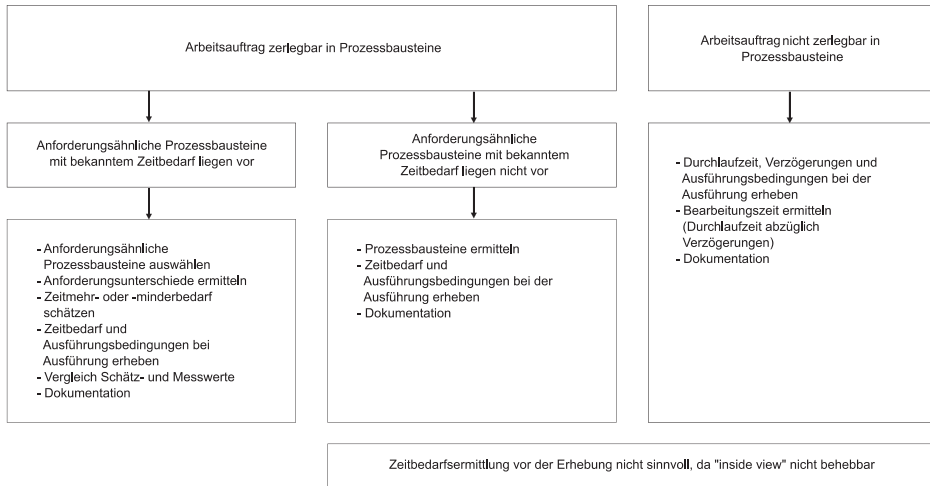 Arbeitsauftrag zerlegbar in Prozessbausteine
Arbeitsauftrag nicht zerlegbar in
Prozessbausteine
Anforderungsähnliche Prozessbausteine
mit bekanntem Zeitbedarf liegen vor
Anforderungsähnliche
Prozessbausteine mit bekanntem
Zeitbedarf liegen nicht vor
- Anforderungsähnliche
Prozessbausteine auswählen
- Anforderungsunterschiede ermitteln
- Zeitmehr- oder -minderbedarf
schätzen
- Zeitbedarf und
Ausführungsbedingungen bei
Ausführung erheben
- Vergleich Schätz- und Messwerte
- Dokumentation
- Prozessbausteine ermitteln
- Zeitbedarf und
Ausführungsbedingungen bei der
Ausführung erheben
- Dokumentation
- Durchlaufzeit, Verzögerungen und
Ausführungsbedingungen bei der
Ausführung erheben
- Bearbeitungszeit ermitteln
(Durchlaufzeit abzüglich
Verzögerungen)
- Dokumentation
Zeitbedarfsermittlung vor der Erhebung nicht sinnvoll, da "inside view" nicht behebbar